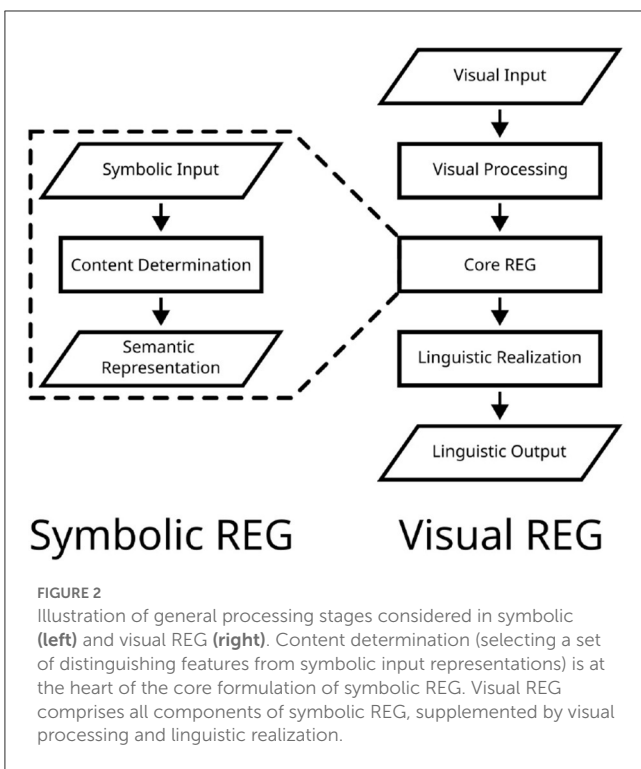 Visual Input
Symbolic Input
Visual Processing
Content Determination
Core REG
Semantic
Representation
Linguistic Realization
Linguistic Output
Symbolic REG
Visual REG
FIGURE 2
Illustration of general processing stages considered in symbolic
(left) and visual REG (right). Content determination (selecting a set
of distinguishing features from symbolic input representations) is at
the heart of the core formulation of symbolic REG. Visual REG
comprises all components of symbolic REG, supplemented by visual
processing and linguistic realization.